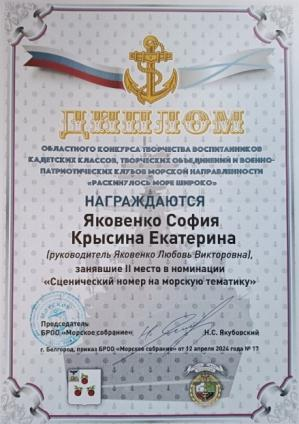 ДИПЛОМ
ОБЛАСТНОГО КОНКУРСА ТВОРЧЕСТВА ВОСПИТАННИКОВ
КАДЕТСКИХ КЛАССОВ, ТВОРЧЕСКИХ ОБЪЕДИНЕНИЙ И ВОЕННО-
ПАТРИОТИЧЕСКИХ КЛУБОВ МОРСКОЙ НАПРАВЛЕННОСТИ
«РАСКИНУЛОСЬ МОРЕ ШИРОКО»
НАГРАЖДАЮТСЯ
Яковенко София
Крысина Екатерина
(руководитель Яковенко Любовь Викторовна),
занявшие II место в номинации
«Сценический номер на морскую тематику»
Председатель
БРОО «Морское собрание»
Н.С. Якубовский
г. Белгород, приказ БРОО «Морское собрание» от 12 апреля 2024 года № 17